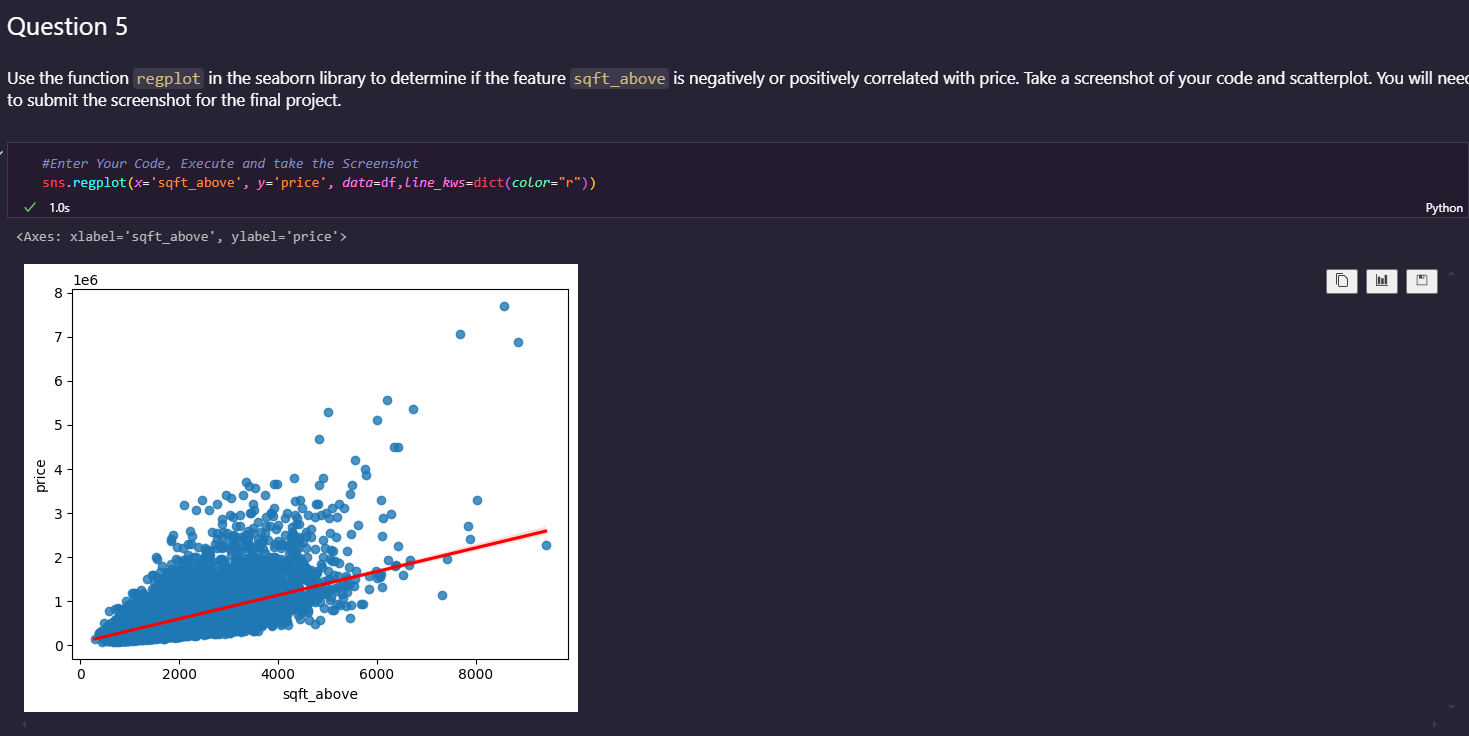 Question 5
Use the function regplot in the seaborn library to determine if the feature sqft_above is negatively or positively correlated with price. Take a screenshot of your code and scatterplot. You will need
to submit the screenshot for the final project.
#Enter Your Code, Execute and take the Screenshot
sns.regplot(x='sqft_above', y='price', data=df,line_kws=dict(color="r"))
1.0s
Python
<Axes: xlabel='sqft_above', ylabel='price'>
1e6
8
7
6
5
4
3
2
1
0
price
0 2000 4000 6000 8000
sqft_above